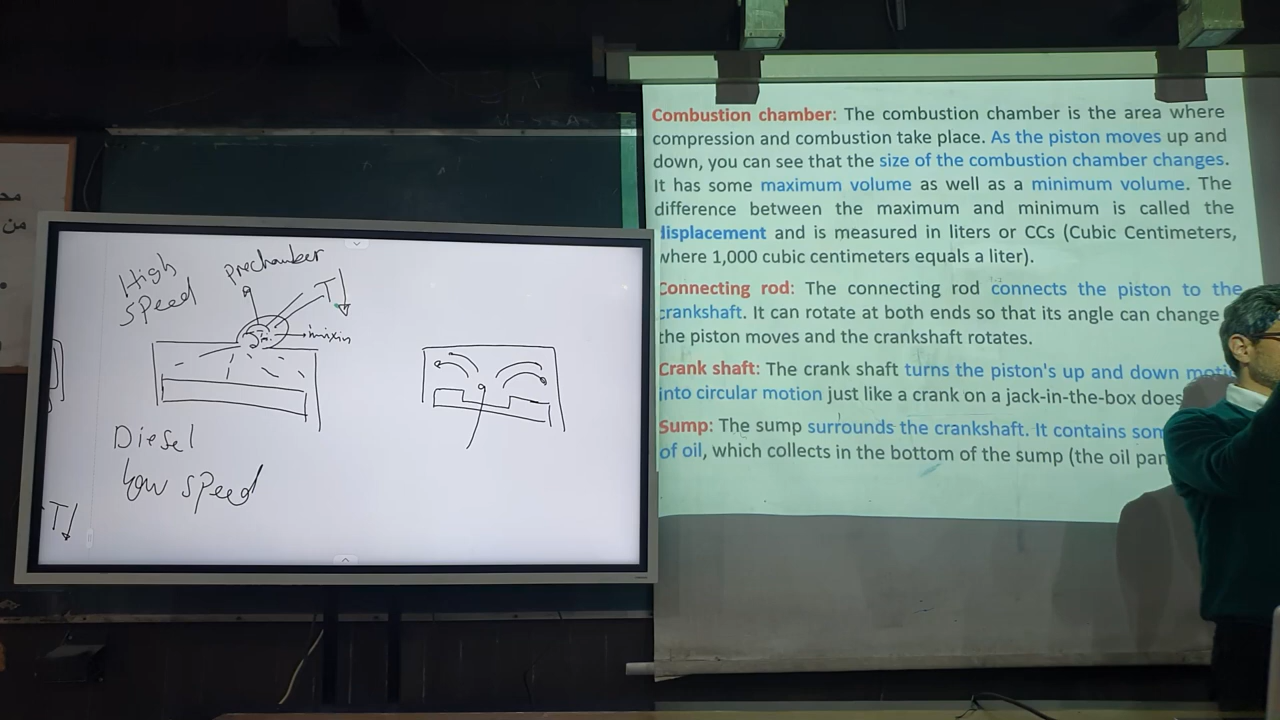 مح
من
High
speed
prechamber
T↓
mixin
Diesel
low speed
T↓
Combustion chamber: The combustion chamber is the area where
compression and combustion take place. As the piston moves up and
down, you can see that the size of the combustion chamber changes.
It has some maximum volume as well as a minimum volume. The
difference between the maximum and minimum is called the
displacement and is measured in liters or CCs (Cubic Centimeters,
where 1,000 cubic centimeters equals a liter).
Connecting rod: The connecting rod connects the piston to the
crankshaft. It can rotate at both ends so that its angle can change
the piston moves and the crankshaft rotates.
Crank shaft: The crank shaft turns the piston's up and down moti
into circular motion just like a crank on a jack-in-the-box does
Sump: The sump surrounds the crankshaft. It contains som
of oil, which collects in the bottom of the sump (the oil pan